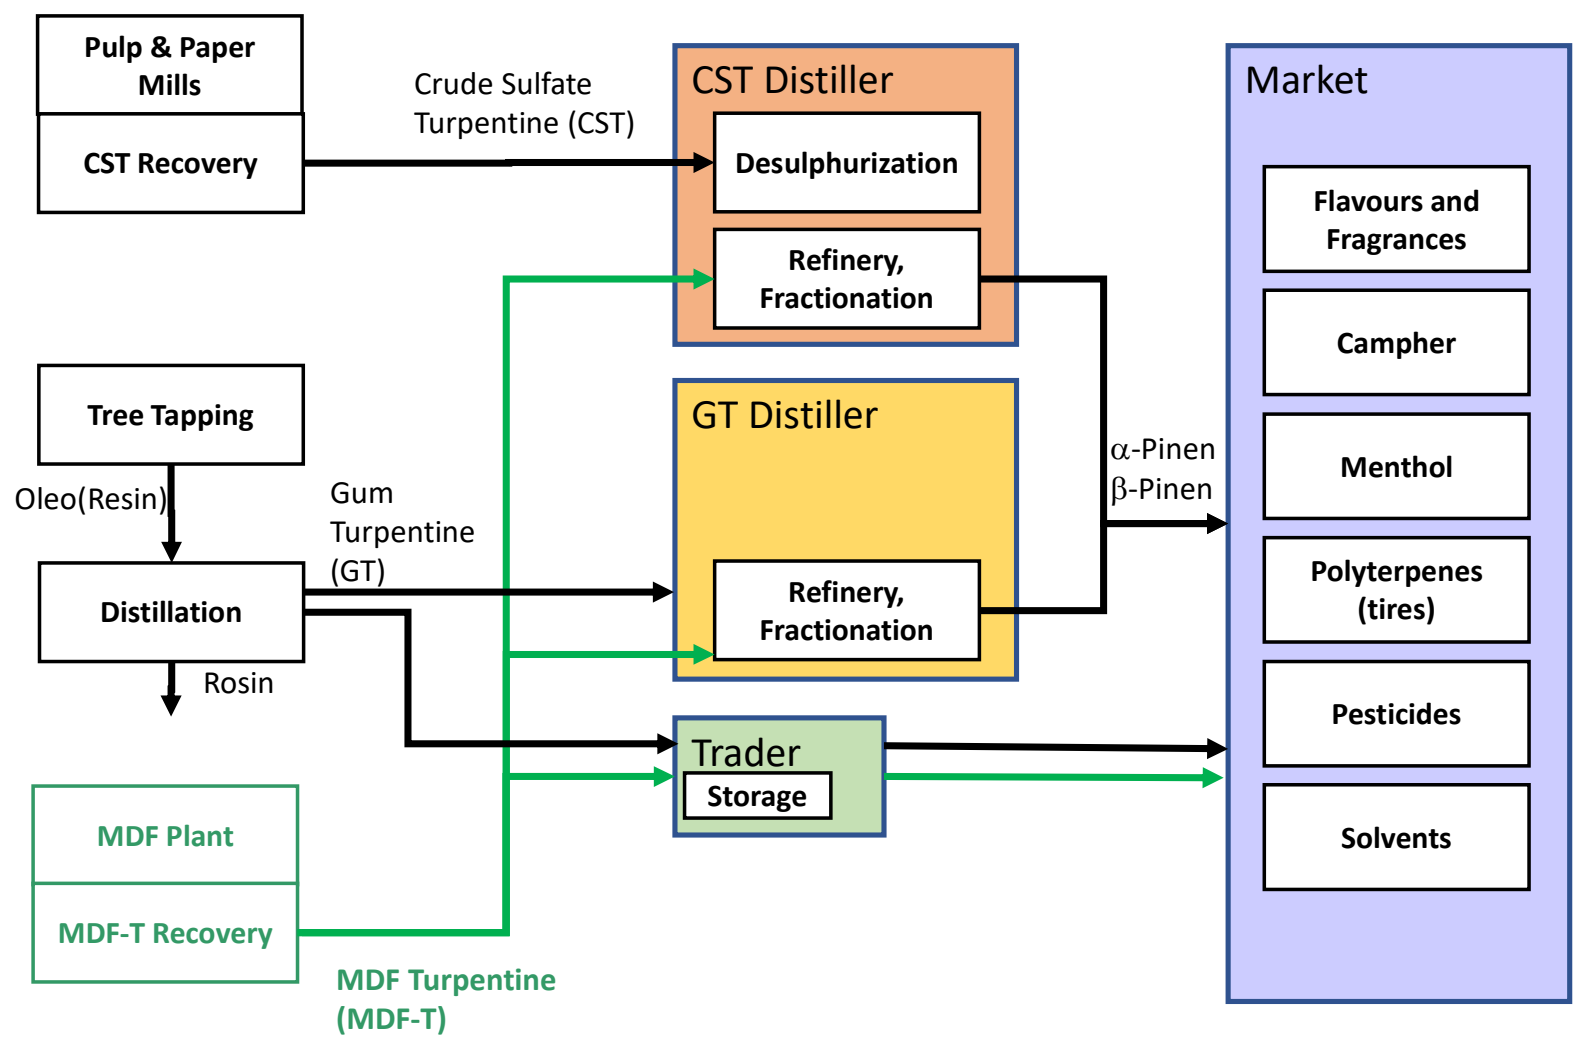 Pulp & Paper
Mills
CST Recovery
Crude Sulfate
Turpentine (CST)
CST Distiller
Desulphurization
Refinery,
Fractionation
Tree Tapping
Oleo(Resin)
Distillation
Rosin
Gum
Turpentine
(GT)
GT Distiller
Refinery,
Fractionation
α-Pinen
β-Pinen
Trader
Storage
MDF Plant
MDF-T Recovery
MDF Turpentine
(MDF-T)
Market
Flavours and
Fragrances
Campher
Menthol
Polyterpenes
(tires)
Pesticides
Solvents